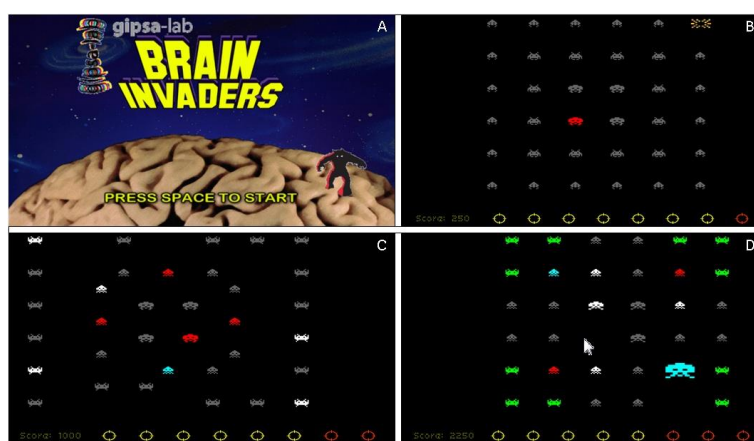 A
gipsa-lab
BRAIN
INVADERS
PRESS SPACE TO START
B
Score: 250
C
Score: 1000
D
Score: 2250